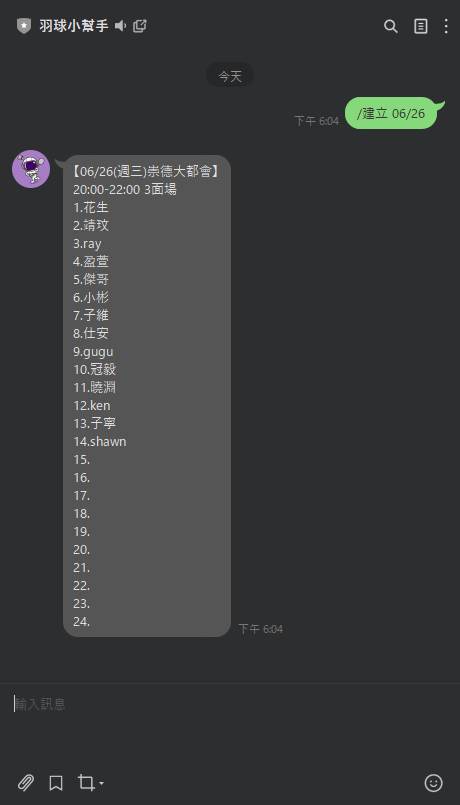 羽球小幫手
今天
下午 6:04
/建立 06/26
【06/26(週三)崇德大都會】
20:00-22:00 3面場
1.花生
2.靖玟
3.ray
4.盈萱
5.傑哥
6.小彬
7.子維
8.仕安
9.gugu
10.冠毅
11.曉淵
12.ken
13.子寧
14.shawn
15.
16.
17.
18.
19.
20.
21.
22.
23.
24.
下午 6:04
輸入訊息